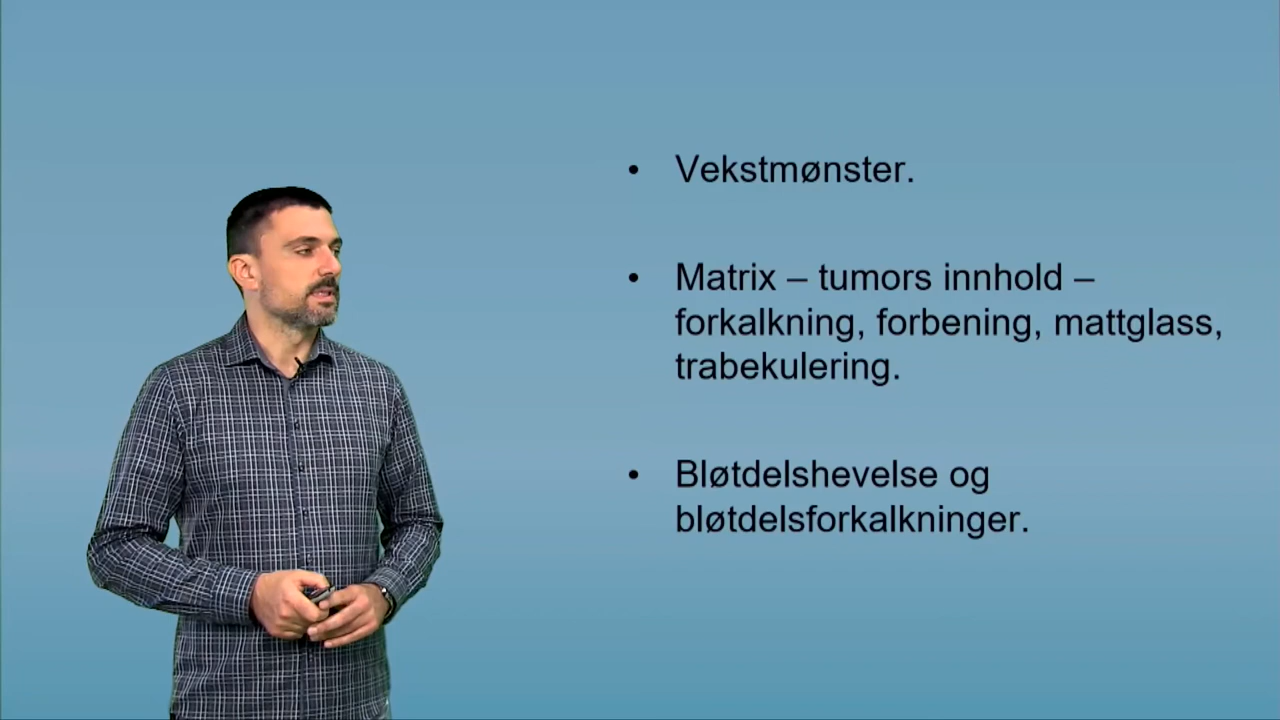 • Vekstmønster.
• Matrix – tumors innhold –
forkalkning, forbening, mattglass,
trabekulering.
• Bløtdelshevelse og
bløtdelsforkalkninger.